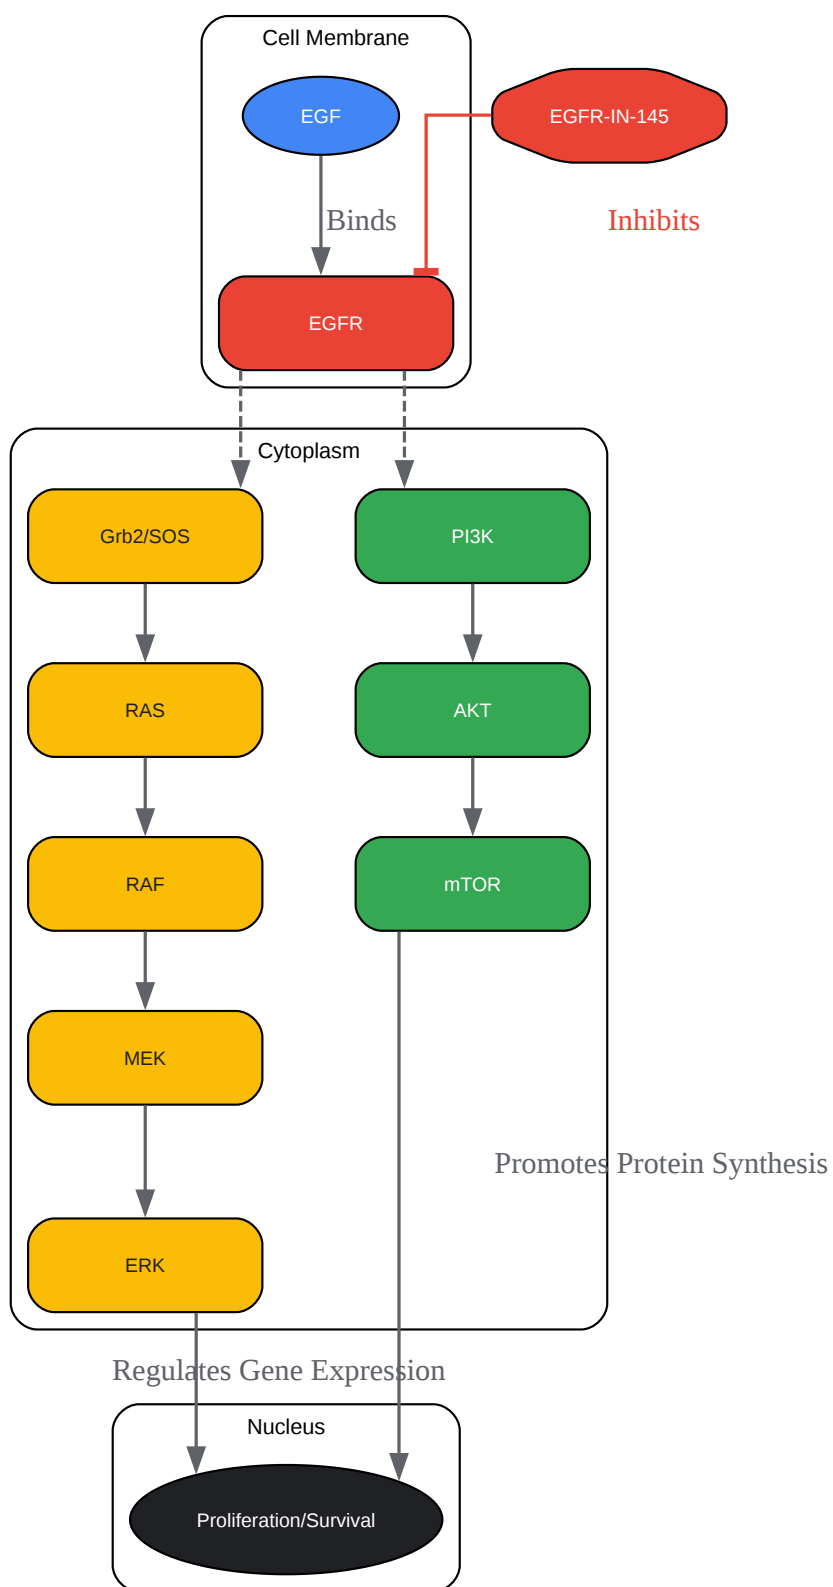 Cell Membrane
EGF
EGFR-IN-145
Binds
Inhibits
EGFR
Cytoplasm
Grb2/SOS
PI3K
RAS
AKT
RAF
mTOR
MEK
Promotes Protein Synthesis
ERK
Regulates Gene Expression
Nucleus
Proliferation/Survival